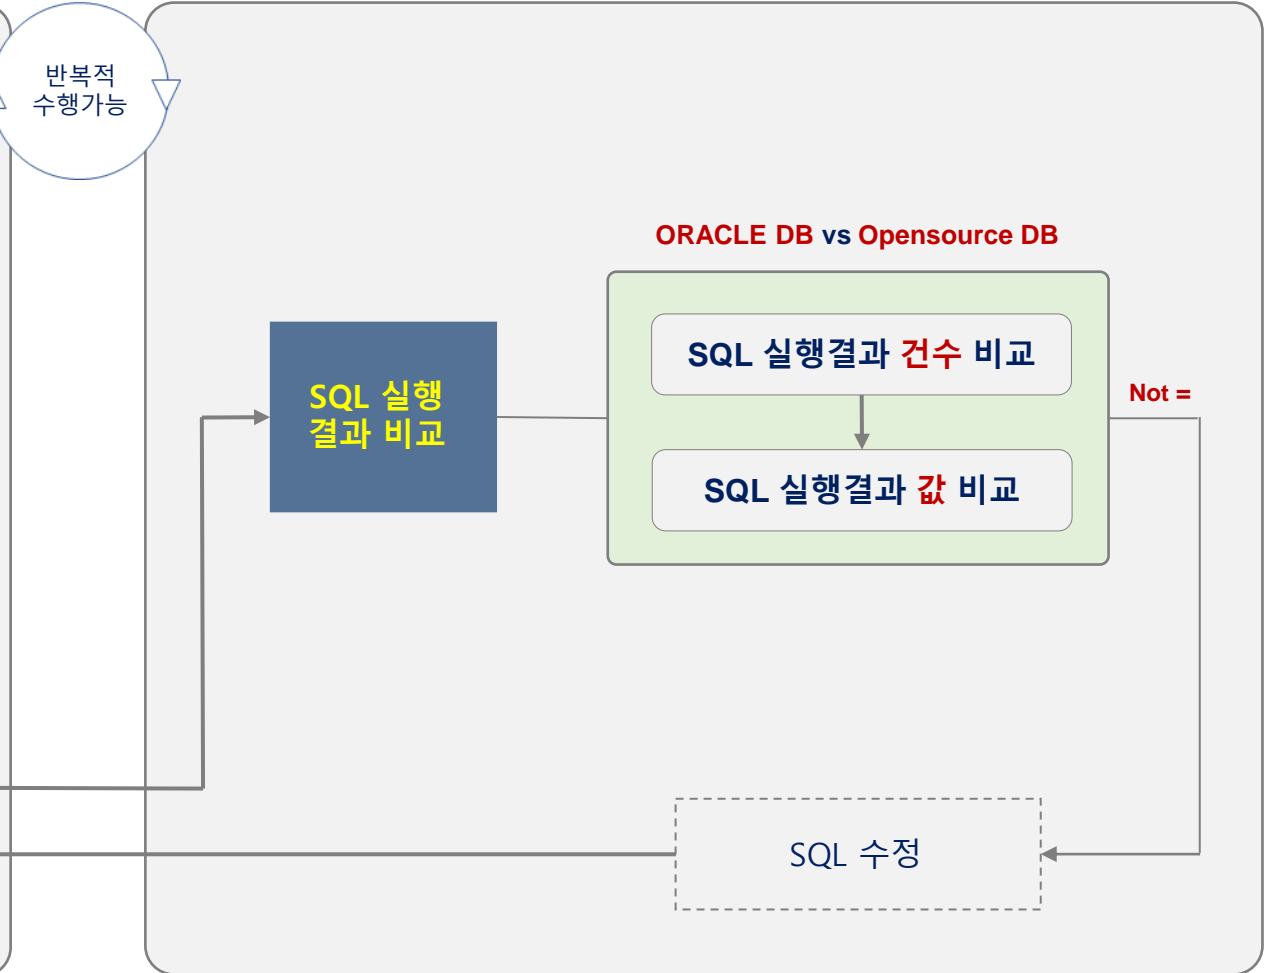 반복적
수행가능
ORACLE DB vs Opensource DB
SQL 실행
결과 비교
SQL 실행결과 건수 비교
Not =
SQL 실행결과 값 비교
SQL 수정